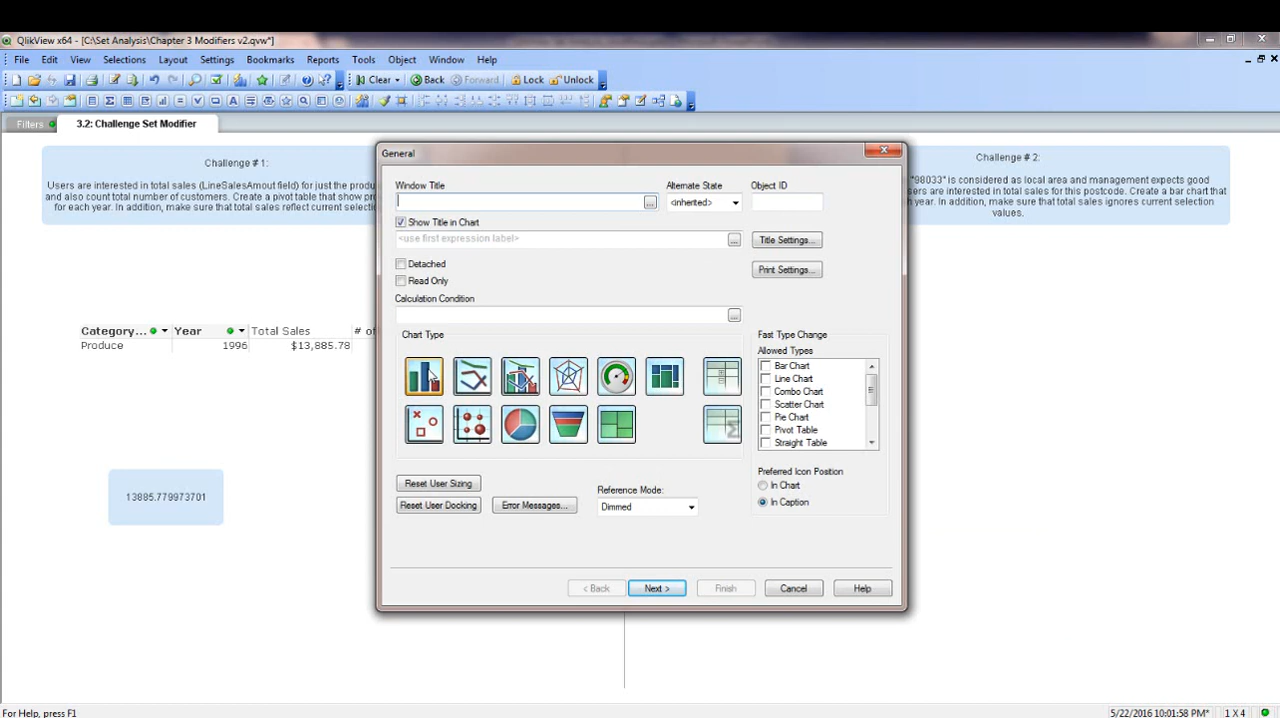 QlikView x64 - [C:\Set Analysis\Chapter 3 Modifiers v2.qvw*]
File Edit View Selections Layout Settings Bookmarks Reports Tools Object Window Help
Clear Back Forward Lock Unlock
Filters 3.2: Challenge Set Modifier
Challenge # 1:
Users are interested in total sales (LineSalesAmout field) for just the produ
and also count total number of customers. Create a pivot table that show pro
for each year. In addition, make sure that total sales reflect current selection
Challenge # 2:
"98033" is considered as local area and management expects good
sers are interested in total sales for this postcode. Create a bar chart that
h year. In addition, make sure that total sales ignores current selection
values.
Category... Year Total Sales # of
Produce 1996 $13,885.78
13885.779973701
General
Window Title
Alternate State
Object ID
<inherited>
Show Title in Chart
<use first expression label>
Title Settings...
Detached
Print Settings...
Read Only
Calculation Condition
Chart Type
Fast Type Change
Allowed Types
Bar Chart
Line Chart
Combo Chart
Scatter Chart
Pie Chart
Pivot Table
Straight Table
Preferred Icon Position
In Chart
In Caption
Reset User Sizing
Reference Mode:
Reset User Docking
Error Messages...
Dimmed
< Back Next > Finish Cancel Help
For Help, press F1
5/22/2016 10:01:58 PM* 1 X 4